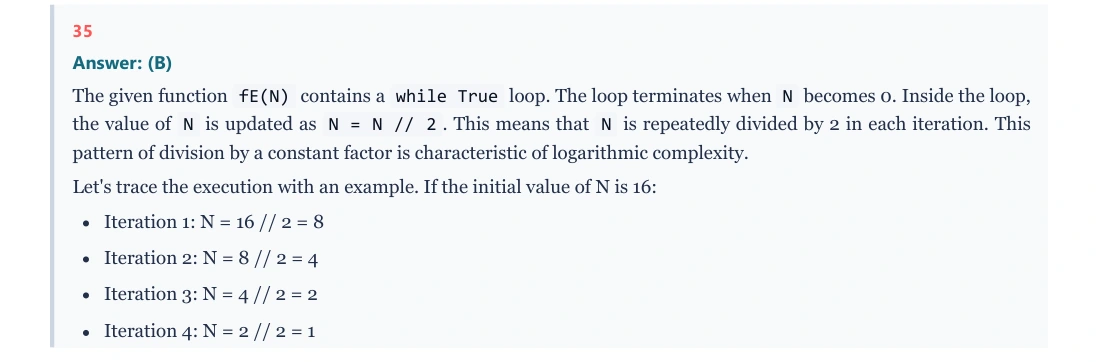 35
Answer: (B)
The given function fE(N) contains a while True loop. The loop terminates when N becomes 0. Inside the loop,
the value of N is updated as N = N // 2. This means that N is repeatedly divided by 2 in each iteration. This
pattern of division by a constant factor is characteristic of logarithmic complexity.
Let's trace the execution with an example. If the initial value of N is 16:
• Iteration 1: N = 16 // 2 = 8
• Iteration 2: N = 8 // 2 = 4
• Iteration 3: N = 4 // 2 = 2
• Iteration 4: N = 2 // 2 = 1